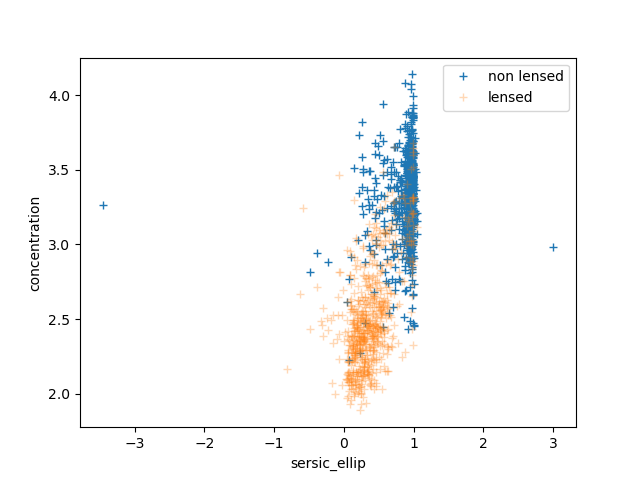 non lensed
lensed
4.0
3.5
3.0
2.5
2.0
concentration
−3 −2 −1 0 1 2 3
sersic_ellip